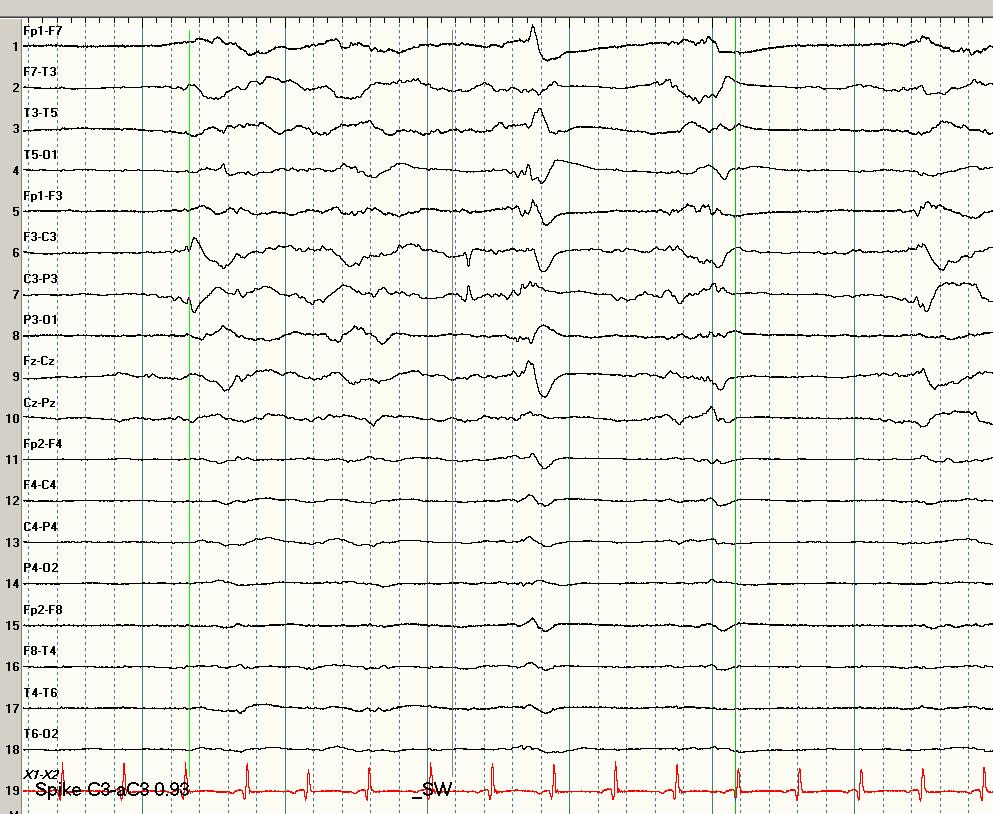 Fp1-F7
1
F7-T3
2
T3-T5
3
T5-O1
4
Fp1-F3
5
F3-C3
6
C3-P3
7
P3-O1
8
Fz-Cz
9
Cz-Pz
10
Fp2-F4
11
F4-C4
12
C4-P4
13
P4-O2
14
Fp2-F8
15
F8-T4
16
T4-T6
17
T6-O2
18
X1-X2
19 Spike C3-aC3 0.93 _SW